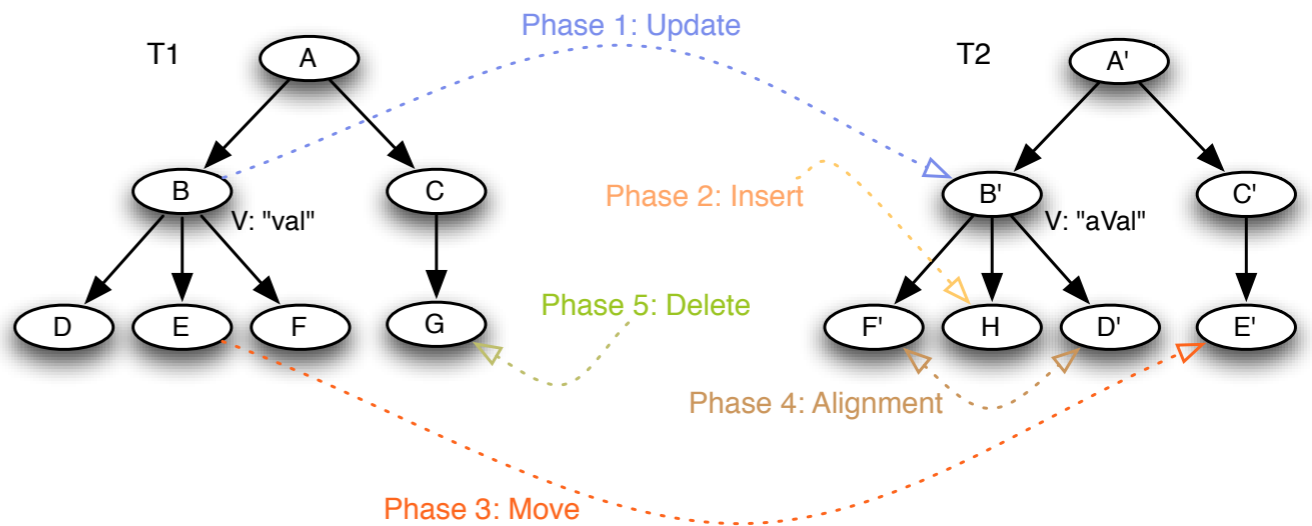 Phase 1: Update
T1
A
T2
A'
B
C
Phase 2: Insert
B'
C'
V: "val"
V: "aVal"
Phase 5: Delete
D
E
F
G
F'
H
D'
E'
Phase 4: Alignment
Phase 3: Move